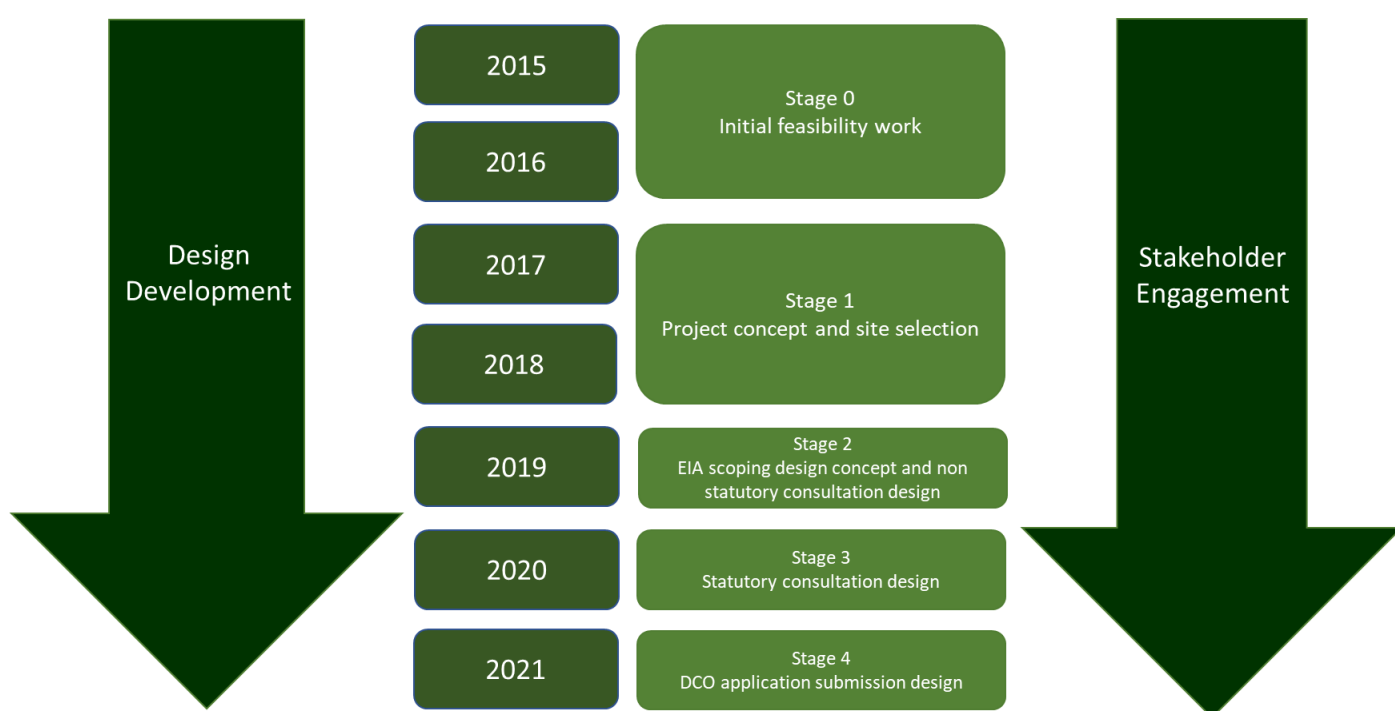 Design
Development
2015
2016
2017
2018
2019
2020
2021
Stage 0
Initial feasibility work
Stage 1
Project concept and site selection
Stage 2
EIA scoping design concept and non
statutory consultation design
Stage 3
Statutory consultation design
Stage 4
DCO application submission design
Stakeholder
Engagement